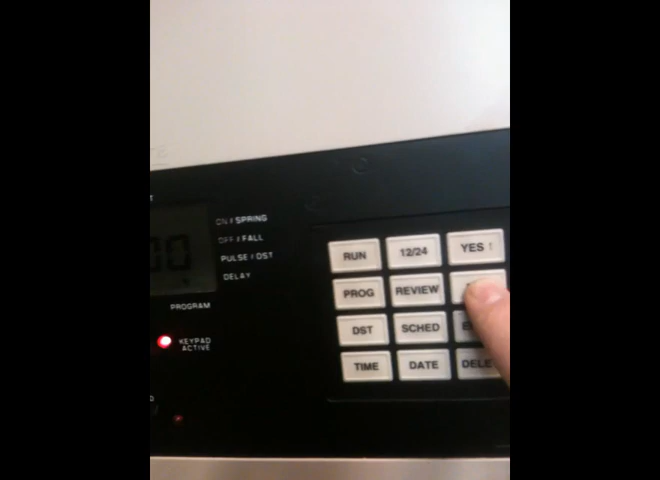 00
ON / SPRING
OFF / FALL
PULSE / DST
DELAY
PROGRAM
KEYPAD
ACTIVE
RUN
12/24
YES ↑
PROG
REVIEW
DST
SCHED
TIME
DATE